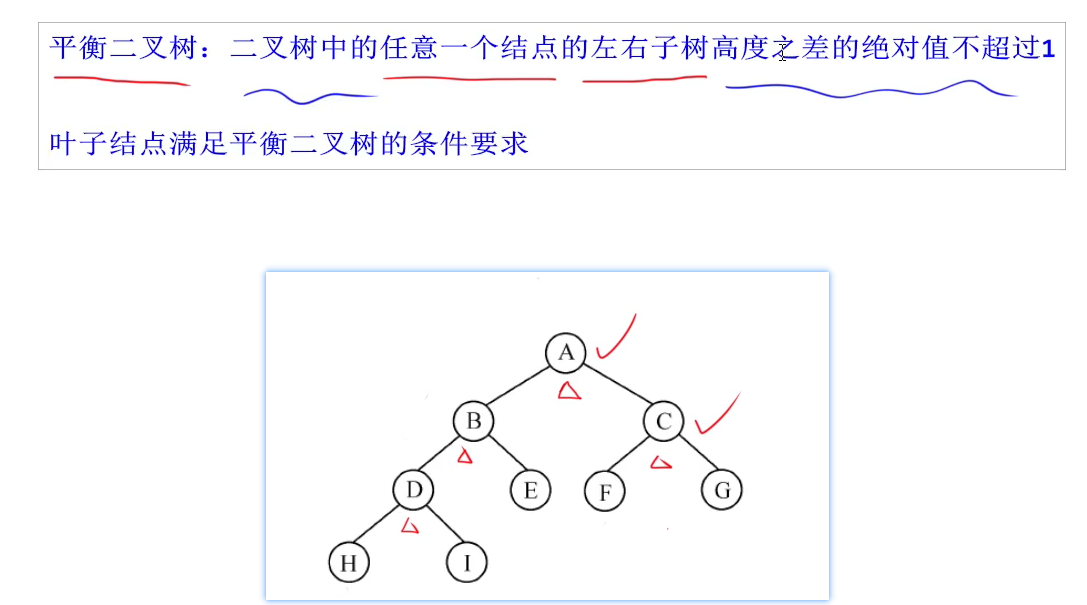 平衡二叉树：二叉树中的任意一个结点的左右子树高度之差的绝对值不超过1
叶子结点满足平衡二叉树的条件要求
A
B C
D E F G
H I